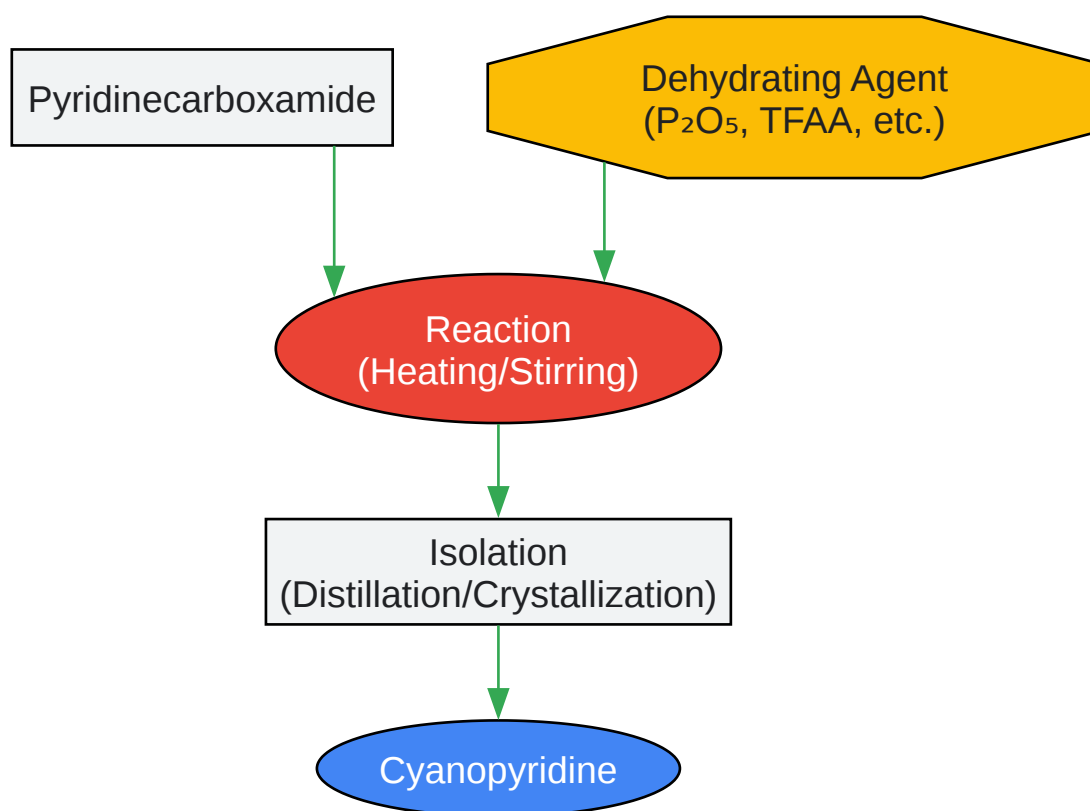 Pyridinecarboxamide
Dehydrating Agent
(P₂O₅, TFAA, etc.)
Reaction
(Heating/Stirring)
Isolation
(Distillation/Crystallization)
Cyanopyridine